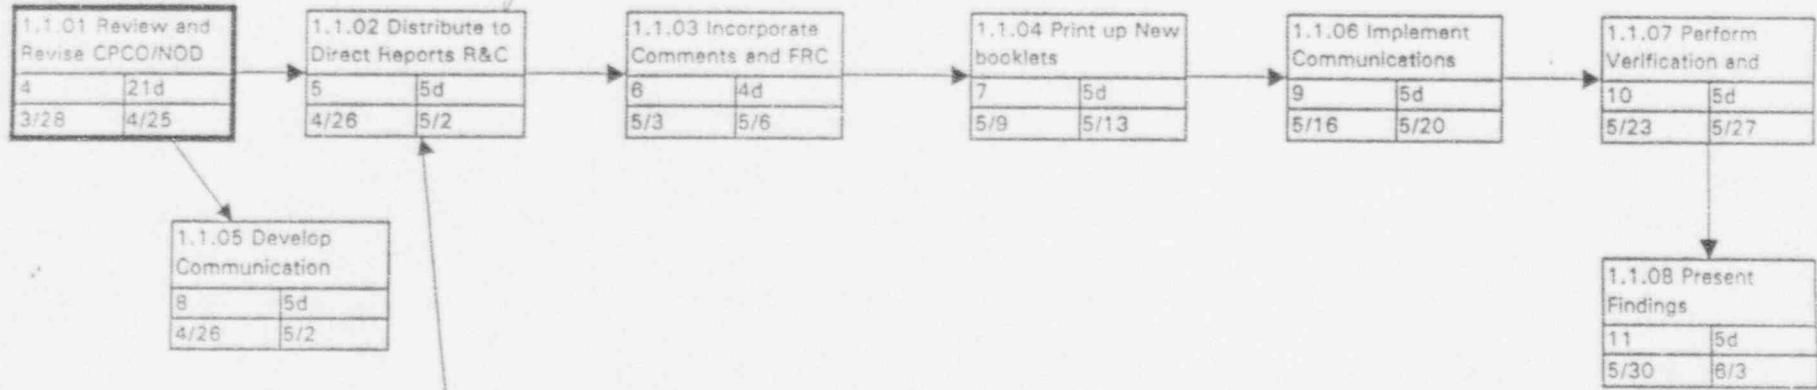 1.1.01 Review and
Revise CPCO/NOD
4 21d
3/28 4/25
1.1.02 Distribute to
Direct Reports R&C
5 5d
4/26 5/2
1.1.03 Incorporate
Comments and FRC
6 4d
5/3 5/6
1.1.04 Print up New
booklets
7 5d
5/9 5/13
1.1.06 Implement
Communications
9 5d
5/16 5/20
1.1.07 Perform
Verification and
10 5d
5/23 5/27
1.1.05 Develop
Communication
8 5d
4/26 5/2
1.1.08 Present
Findings
11 5d
5/30 6/3